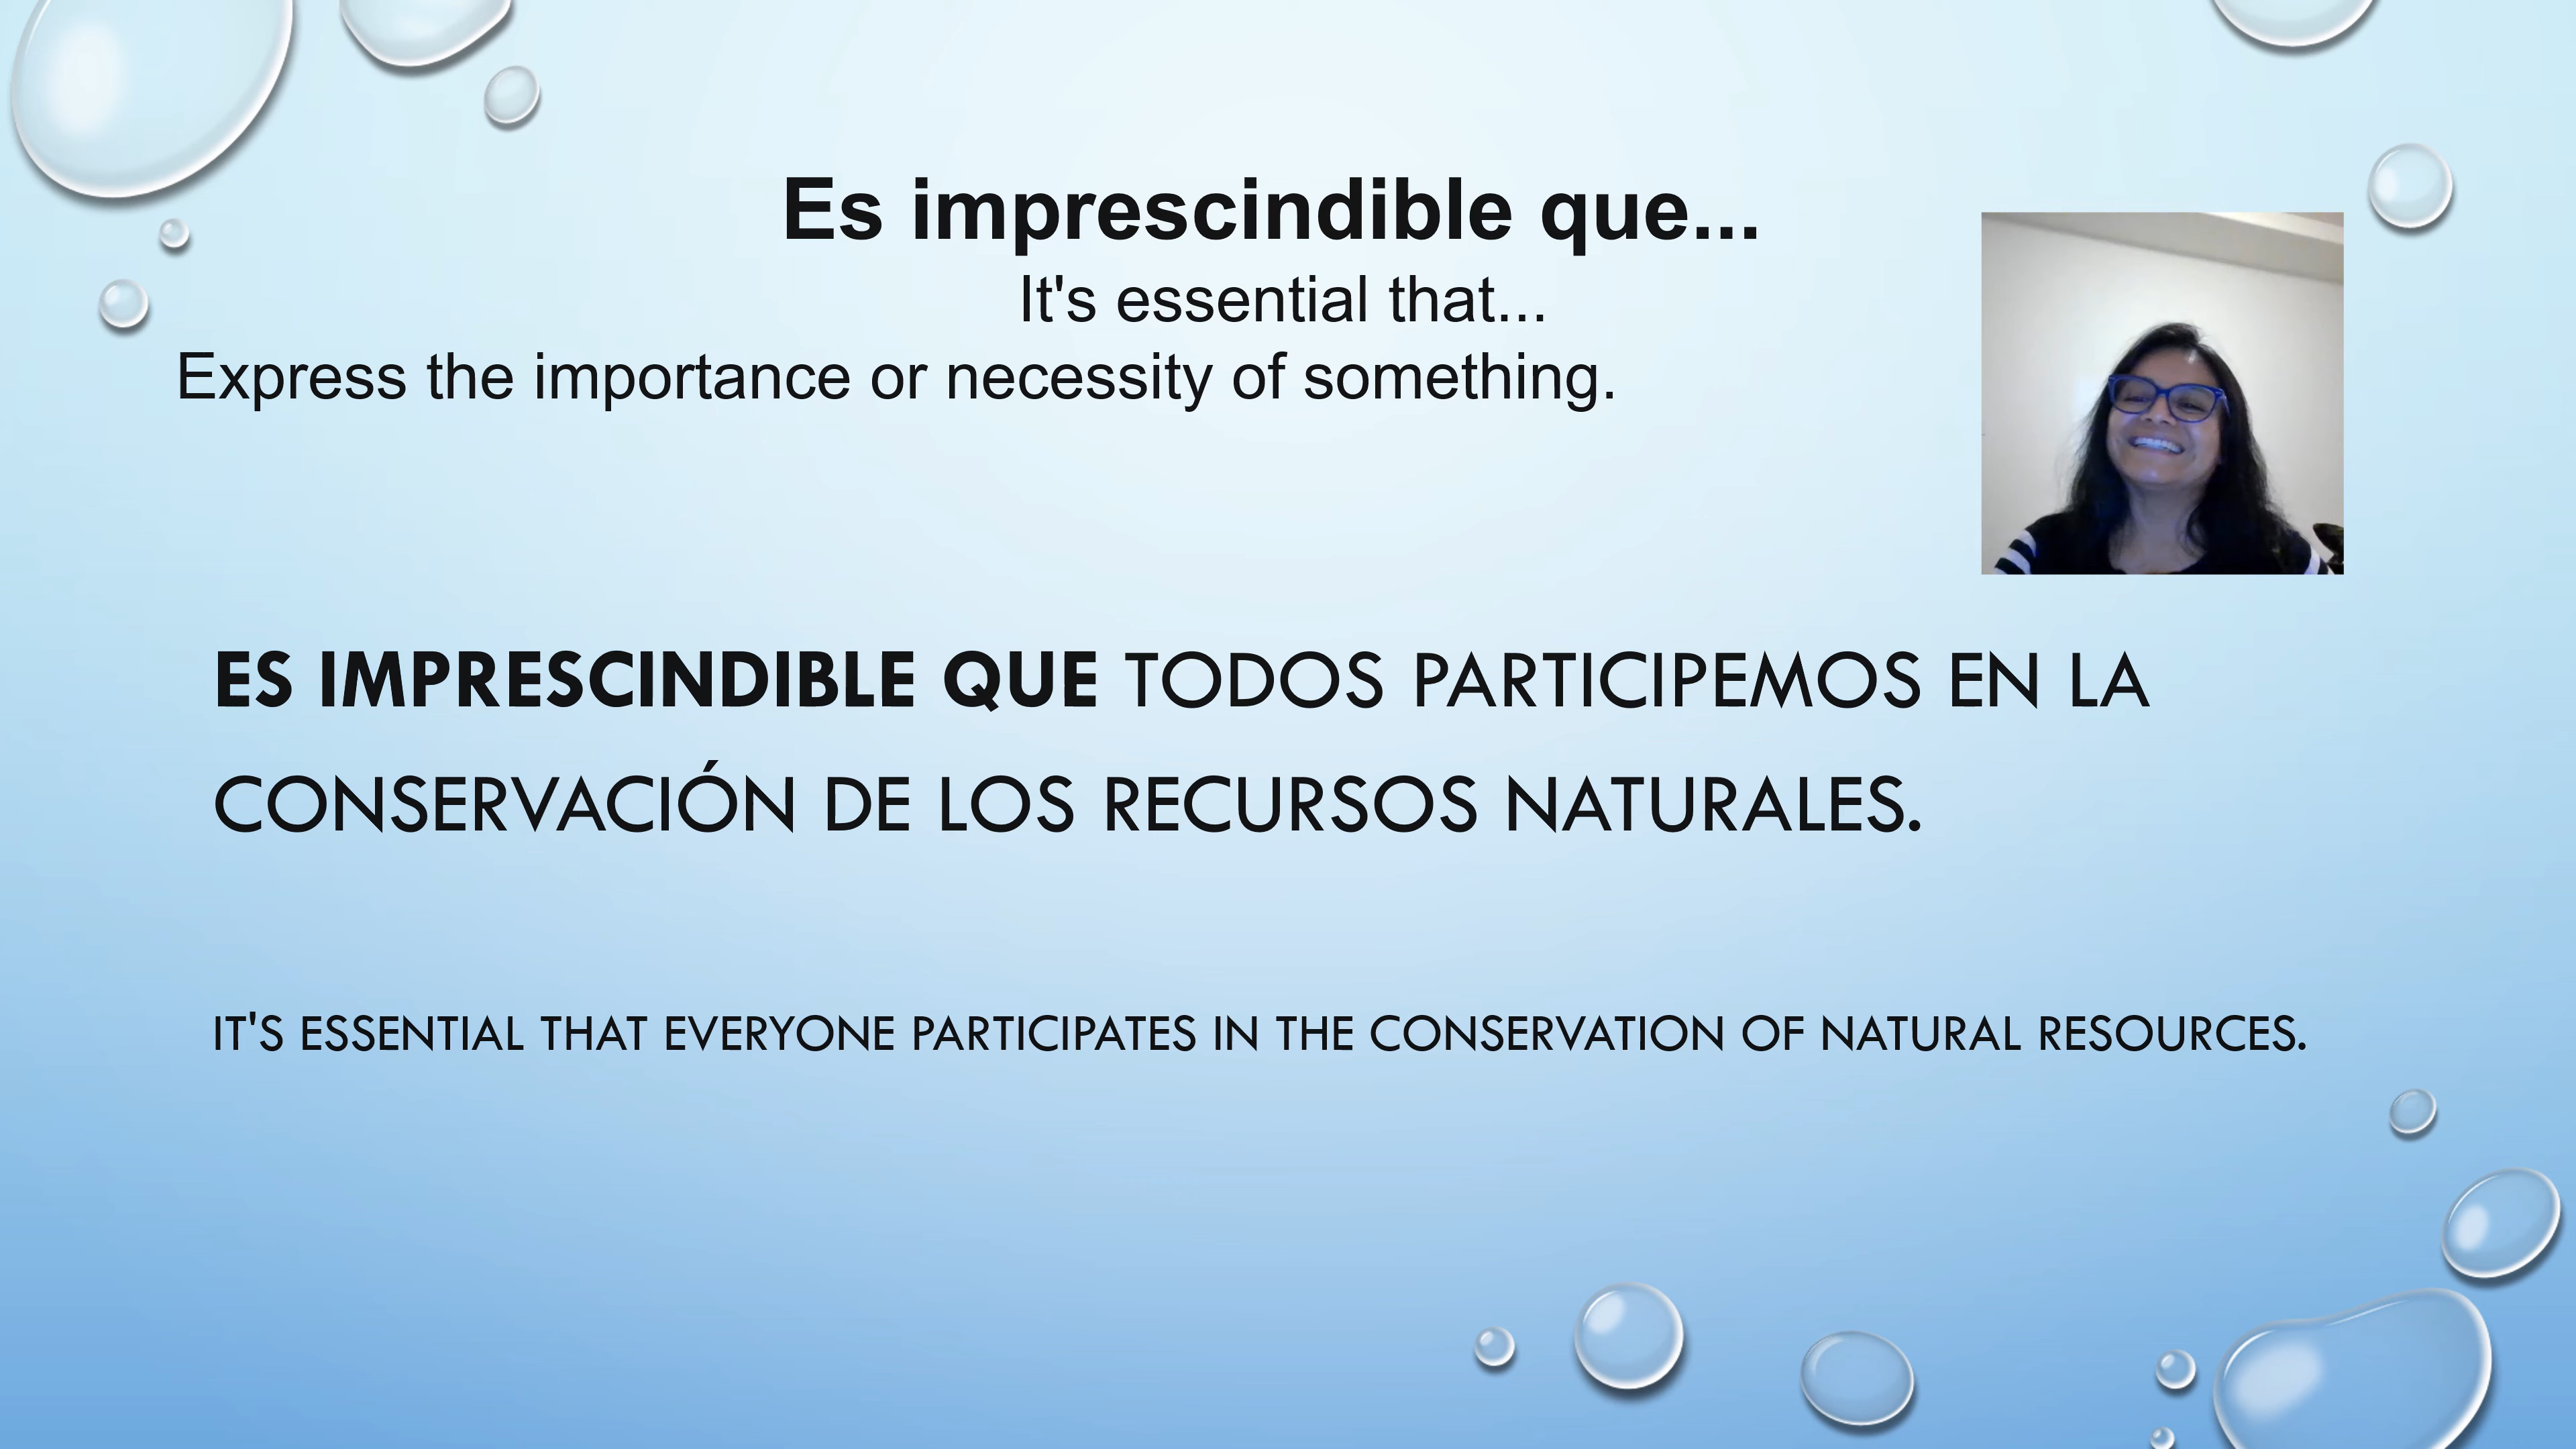 Es imprescindible que...
It's essential that...
Express the importance or necessity of something.
ES IMPRESCINDIBLE QUE TODOS PARTICIPEMOS EN LA
CONSERVACIÓN DE LOS RECURSOS NATURALES.
IT'S ESSENTIAL THAT EVERYONE PARTICIPATES IN THE CONSERVATION OF NATURAL RESOURCES.